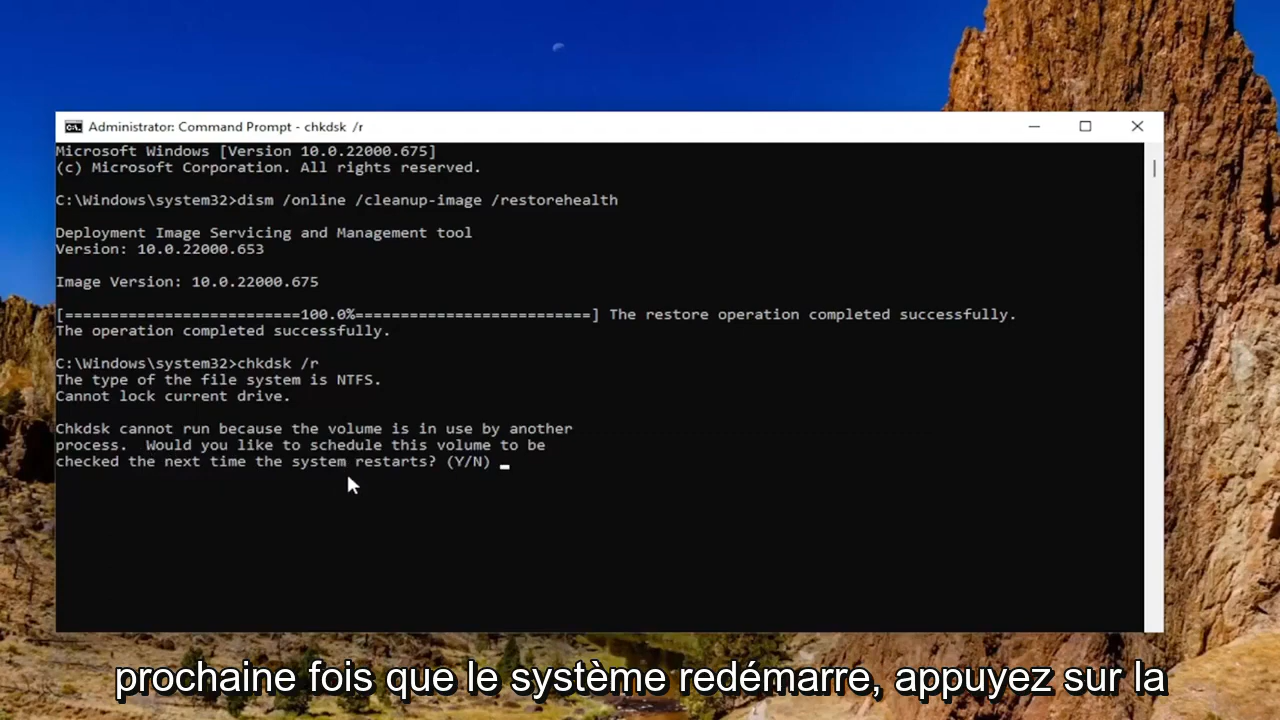 Administrator: Command Prompt - chkdsk /r
Microsoft Windows [Version 10.0.22000.675]
(c) Microsoft Corporation. All rights reserved.
C:\Windows\system32>dism /online /cleanup-image /restorehealth
Deployment Image Servicing and Management tool
Version: 10.0.22000.653
Image Version: 10.0.22000.675
[==========================100.0%==========================] The restore operation completed successfully.
The operation completed successfully.
C:\Windows\system32>chkdsk /r
The type of the file system is NTFS.
Cannot lock current drive.
Chkdsk cannot run because the volume is in use by another
process.  Would you like to schedule this volume to be
checked the next time the system restarts? (Y/N)
prochaine fois que le système redémarre, appuyez sur la